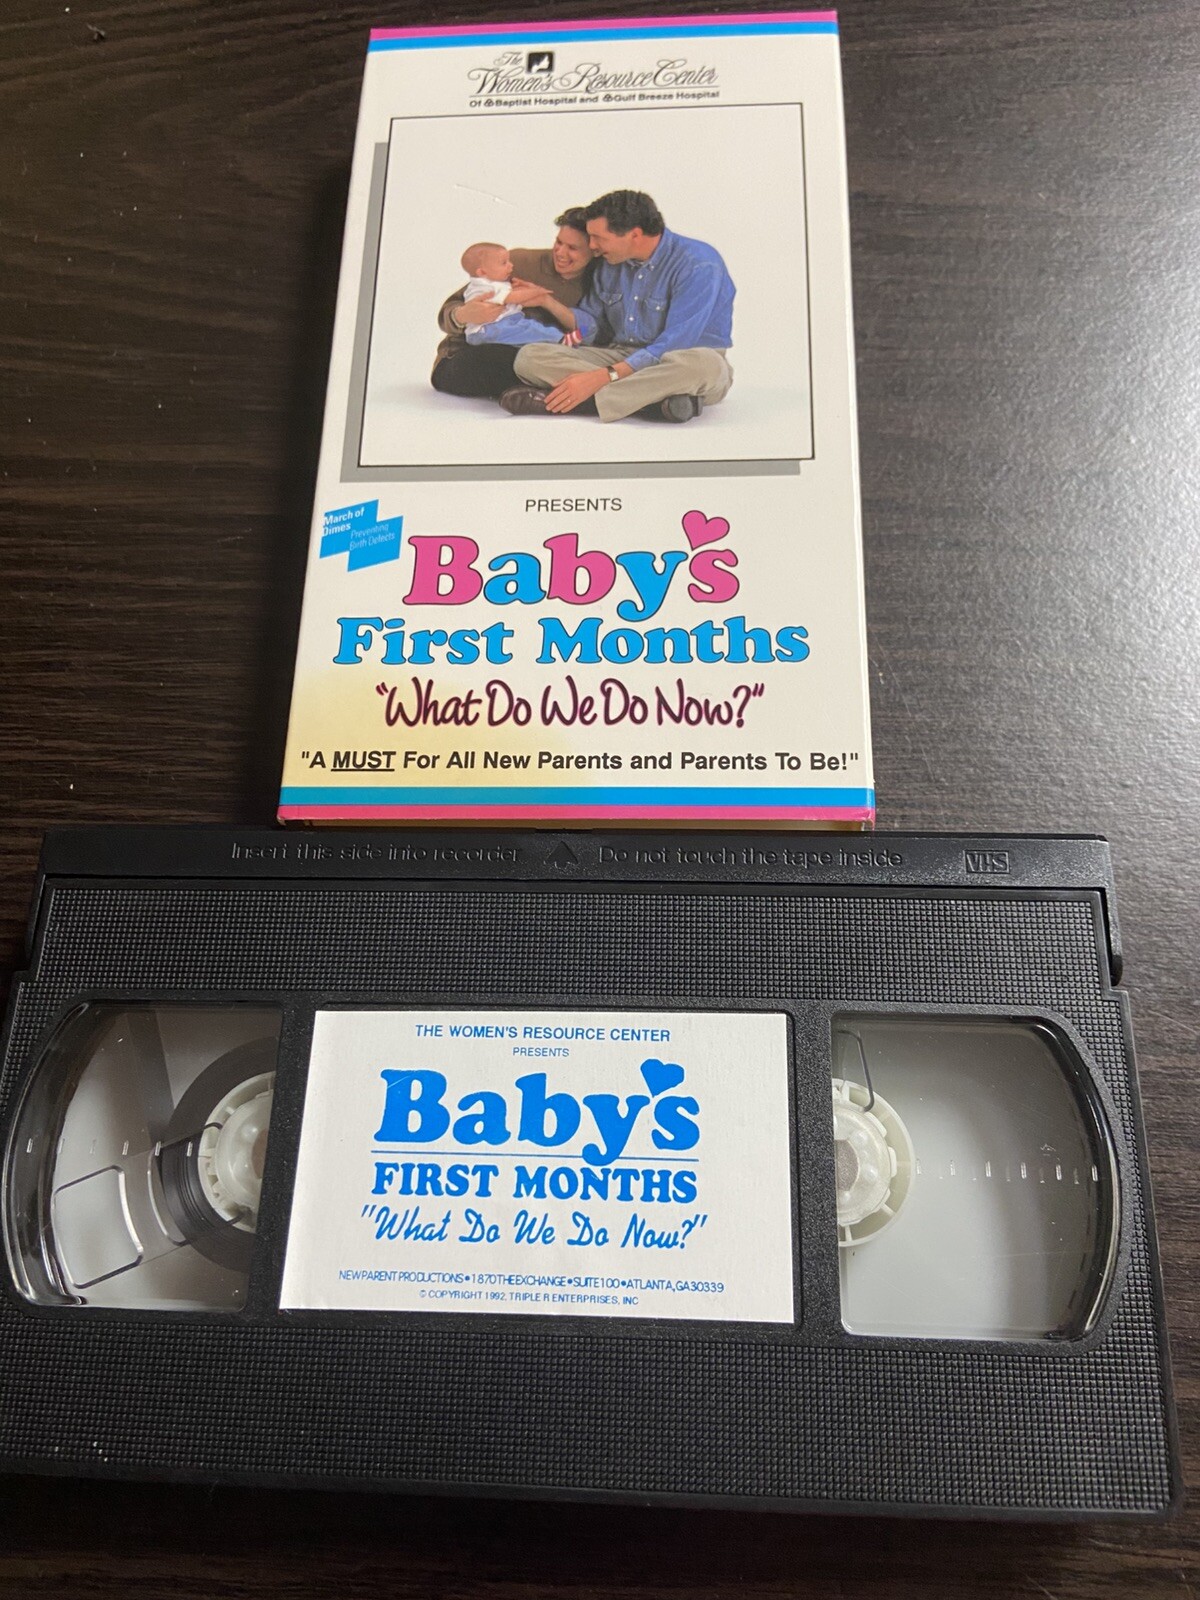 The
Women's Resource Center
Of Baptist Hospital and Gulf Breeze Hospital
PRESENTS
March of
Dimes
Preventing
Birth Defects
Baby's
First Months
"What Do We Do Now?"
"A MUST For All New Parents and Parents To Be!"
Insert this side into recorder Do not touch the tape inside VHS
THE WOMEN'S RESOURCE CENTER
PRESENTS
Baby's
FIRST MONTHS
"What Do We Do Now?"
NEW PARENT PRODUCTIONS • 1870 THE EXCHANGE • SUITE 100 • ATLANTA, GA 30339
© COPYRIGHT 1992, TRIPLE R ENTERPRISES, INC